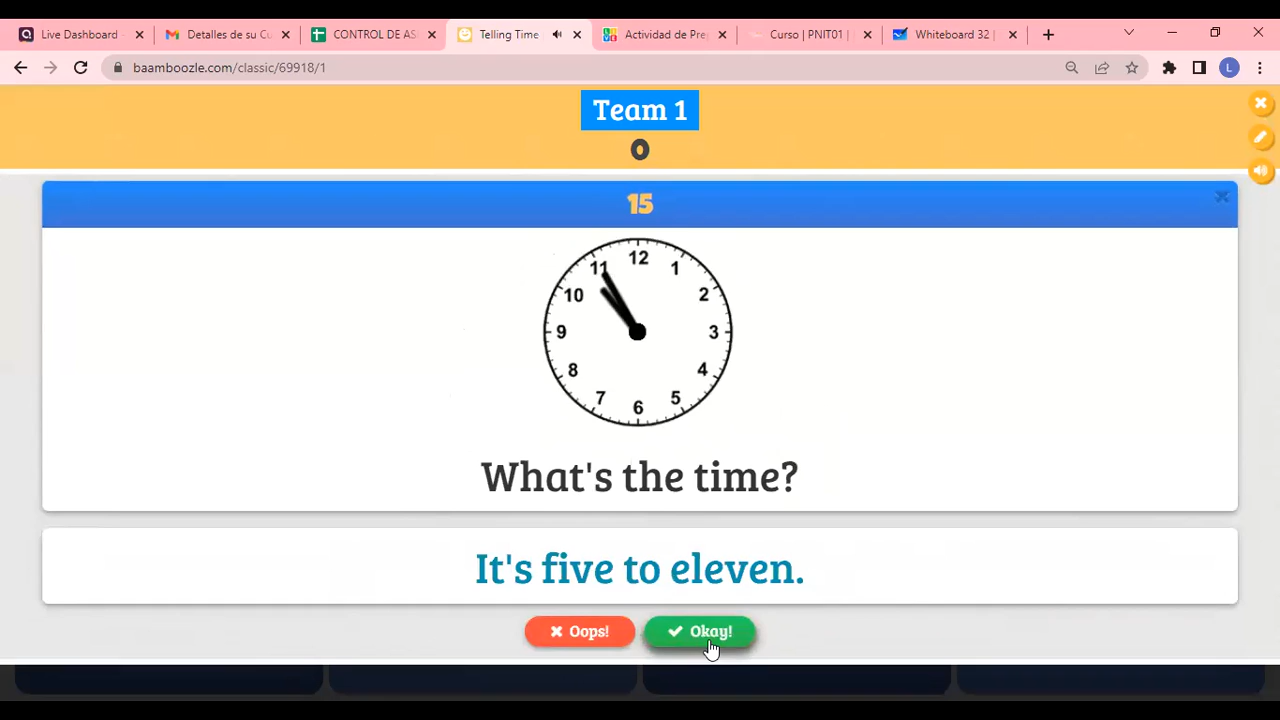 Live Dashboard
Detalles de su Cu
CONTROL DE AS
Telling Time
Actividad de Pre
Curso | PNIT01 |
Whiteboard 32 |
baamboozle.com/classic/69918/1
L
Team 1
0
15
12
11
1
10
2
9
3
8
4
7
5
6
What's the time?
It's five to eleven.
Oops!
Okay!